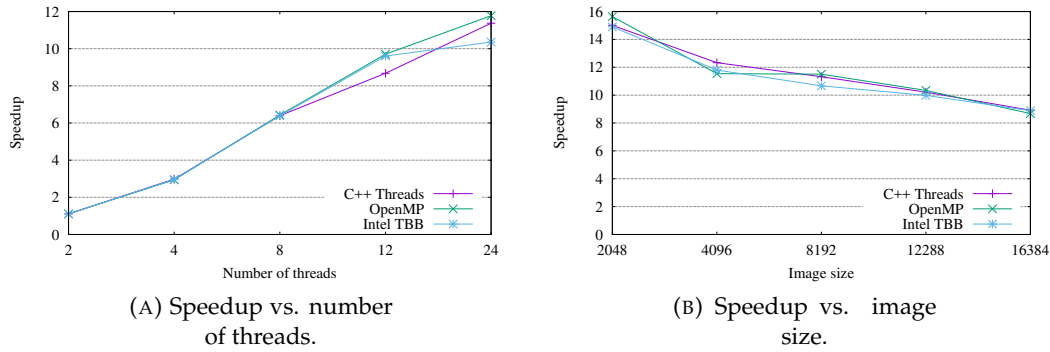 12
10
8
6
4
2
0
Speedup
2 4 8 12 24
Number of threads
C++ Threads
OpenMP
Intel TBB
(A) Speedup vs. number
of threads.
16
14
12
10
8
6
4
2
0
Speedup
2048 4096 8192 12288 16384
Image size
C++ Threads
OpenMP
Intel TBB
(B) Speedup vs. image
size.